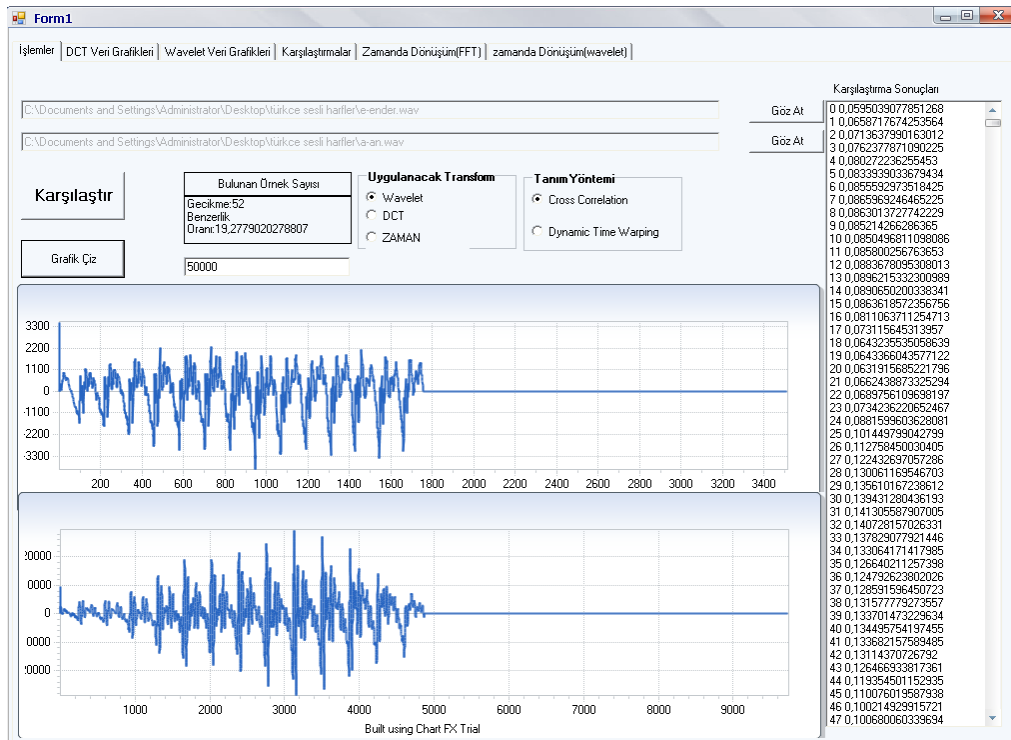 Form1
İşlemler DCT Veri Grafikleri Wavelet Veri Grafikleri Karşılaştırmalar Zamanda Dönüşüm(FFT) zamanda Dönüşüm(wavelet)
C:\Documents and Settings\Administrator\Desktop\türkce sesli harfler\e-ender.wav
Göz At
C:\Documents and Settings\Administrator\Desktop\türkce sesli harfler\a-an.wav
Göz At
Karşılaştır
Grafik Çiz
Bulunan Örnek Sayısı
Gecikme:52
Benzerlik
Oranı:19,2779020278807
50000
Uygulanacak Transform
Wavelet
DCT
ZAMAN
Tanım Yöntemi
Cross Correlation
Dynamic Time Warping
3300
2200
1100
0
-1100
-2200
-3300
200 400 600 800 1000 1200 1400 1600 1800 2000 2200 2400 2600 2800 3000 3200 3400
20000
0000
0
0000
20000
1000 2000 3000 4000 5000 6000 7000 8000 9000
Built using Chart FX Trial
Karşılaştırma Sonuçları
0 0,0595039077851268
1 0,0658717674253564
2 0,0713637990163012
3 0,0762377871090225
4 0,080272236255453
5 0,0833939033679434
6 0,0855592973518425
7 0,0865969246465225
8 0,0863013727742229
9 0,085214266286365
10 0,0850496811098086
11 0,085800256763653
12 0,0883678095308013
13 0,0896215332300989
14 0,0890650200338341
15 0,0863618572356756
16 0,0811063711254713
17 0,073115645313957
18 0,0643235535058639
19 0,0643366043577122
20 0,0631915685221796
21 0,0662438873325294
22 0,0689756109698197
23 0,0734236220652467
24 0,0881599603628081
25 0,101449799042799
26 0,112758450030405
27 0,122432697057286
28 0,130061169546703
29 0,135610167238612
30 0,139431280436193
31 0,141305587907005
32 0,140728157026331
33 0,137829077921446
34 0,133064171417985
35 0,126640211257398
36 0,124792623802026
37 0,128591596450723
38 0,131577779273557
39 0,133701473229634
40 0,134495754197455
41 0,133682157589485
42 0,13114370726792
43 0,126466933817361
44 0,119354501152935
45 0,110076019587938
46 0,100214929915721
47 0,100680060339694